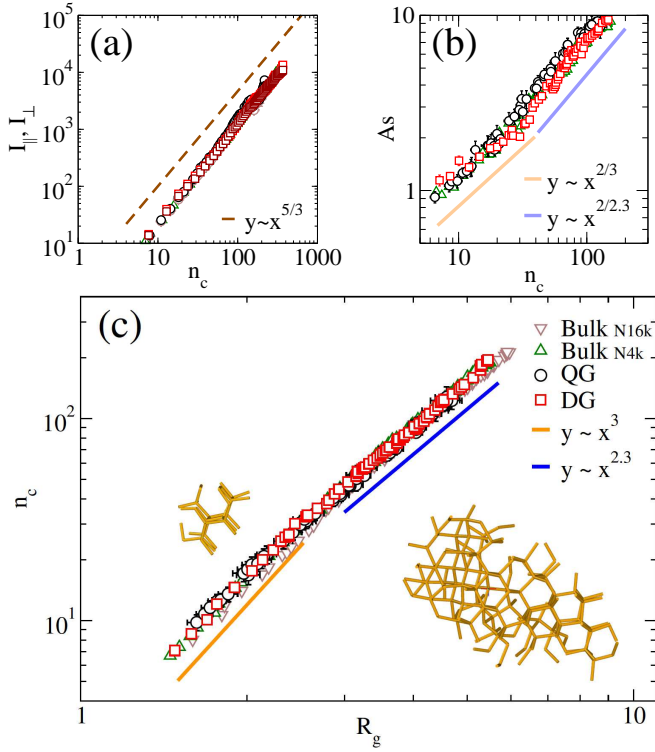 (a)
I∥, I⊥
10^5
10^4
10^3
10^2
10^1
y~x^{5/3}
1 10 100 1000
n_c
(b)
As
10
1
y ~ x^{2/3}
y ~ x^{2/2.3}
10 100
n_c
(c)
n_c
10^2
10^1
Bulk N16k
Bulk N4k
QG
DG
y ~ x^3
y ~ x^{2.3}
1 10
R_g